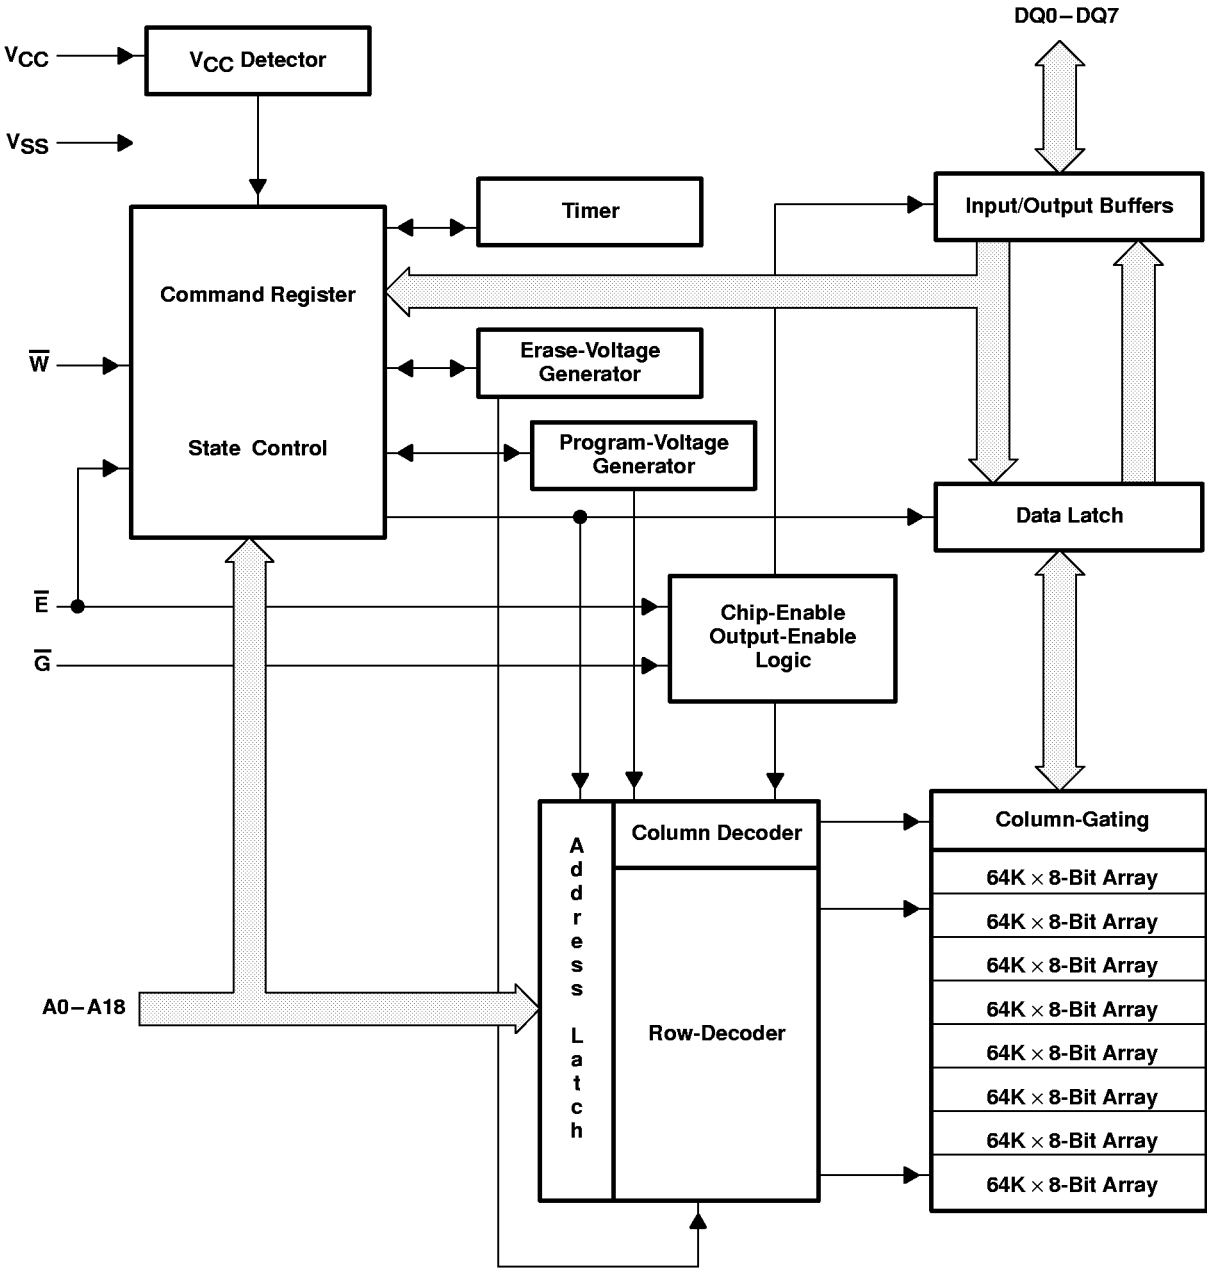 DQ0–DQ7
VCC
VCC Detector
VSS
Timer
Input/Output Buffers
Command Register
W̅
Erase-Voltage
Generator
State Control
Program-Voltage
Generator
Data Latch
E̅
Chip-Enable
Output-Enable
Logic
G̅
Column Decoder
Column-Gating
Address Latch
64K × 8-Bit Array
64K × 8-Bit Array
64K × 8-Bit Array
64K × 8-Bit Array
64K × 8-Bit Array
64K × 8-Bit Array
64K × 8-Bit Array
64K × 8-Bit Array
A0–A18
Row-Decoder